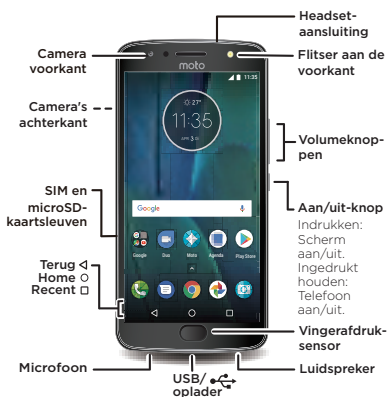 Headset-
aansluiting
Camera
voorkant
Flitser aan de
voorkant
moto
11:35
Camera's
achterkant
27°
11:35
Volumeknop-
pen
SIM en
microSD-
kaartsleuven
Google
Aan/uit-knop
Indrukken:
Scherm
aan/uit.
Ingedrukt
houden:
Telefoon
aan/uit.
Google Duo Moto Agenda Play Store
Terug
Home
Recent
Vingerafdruk-
sensor
Microfoon
USB/
oplader
Luidspreker